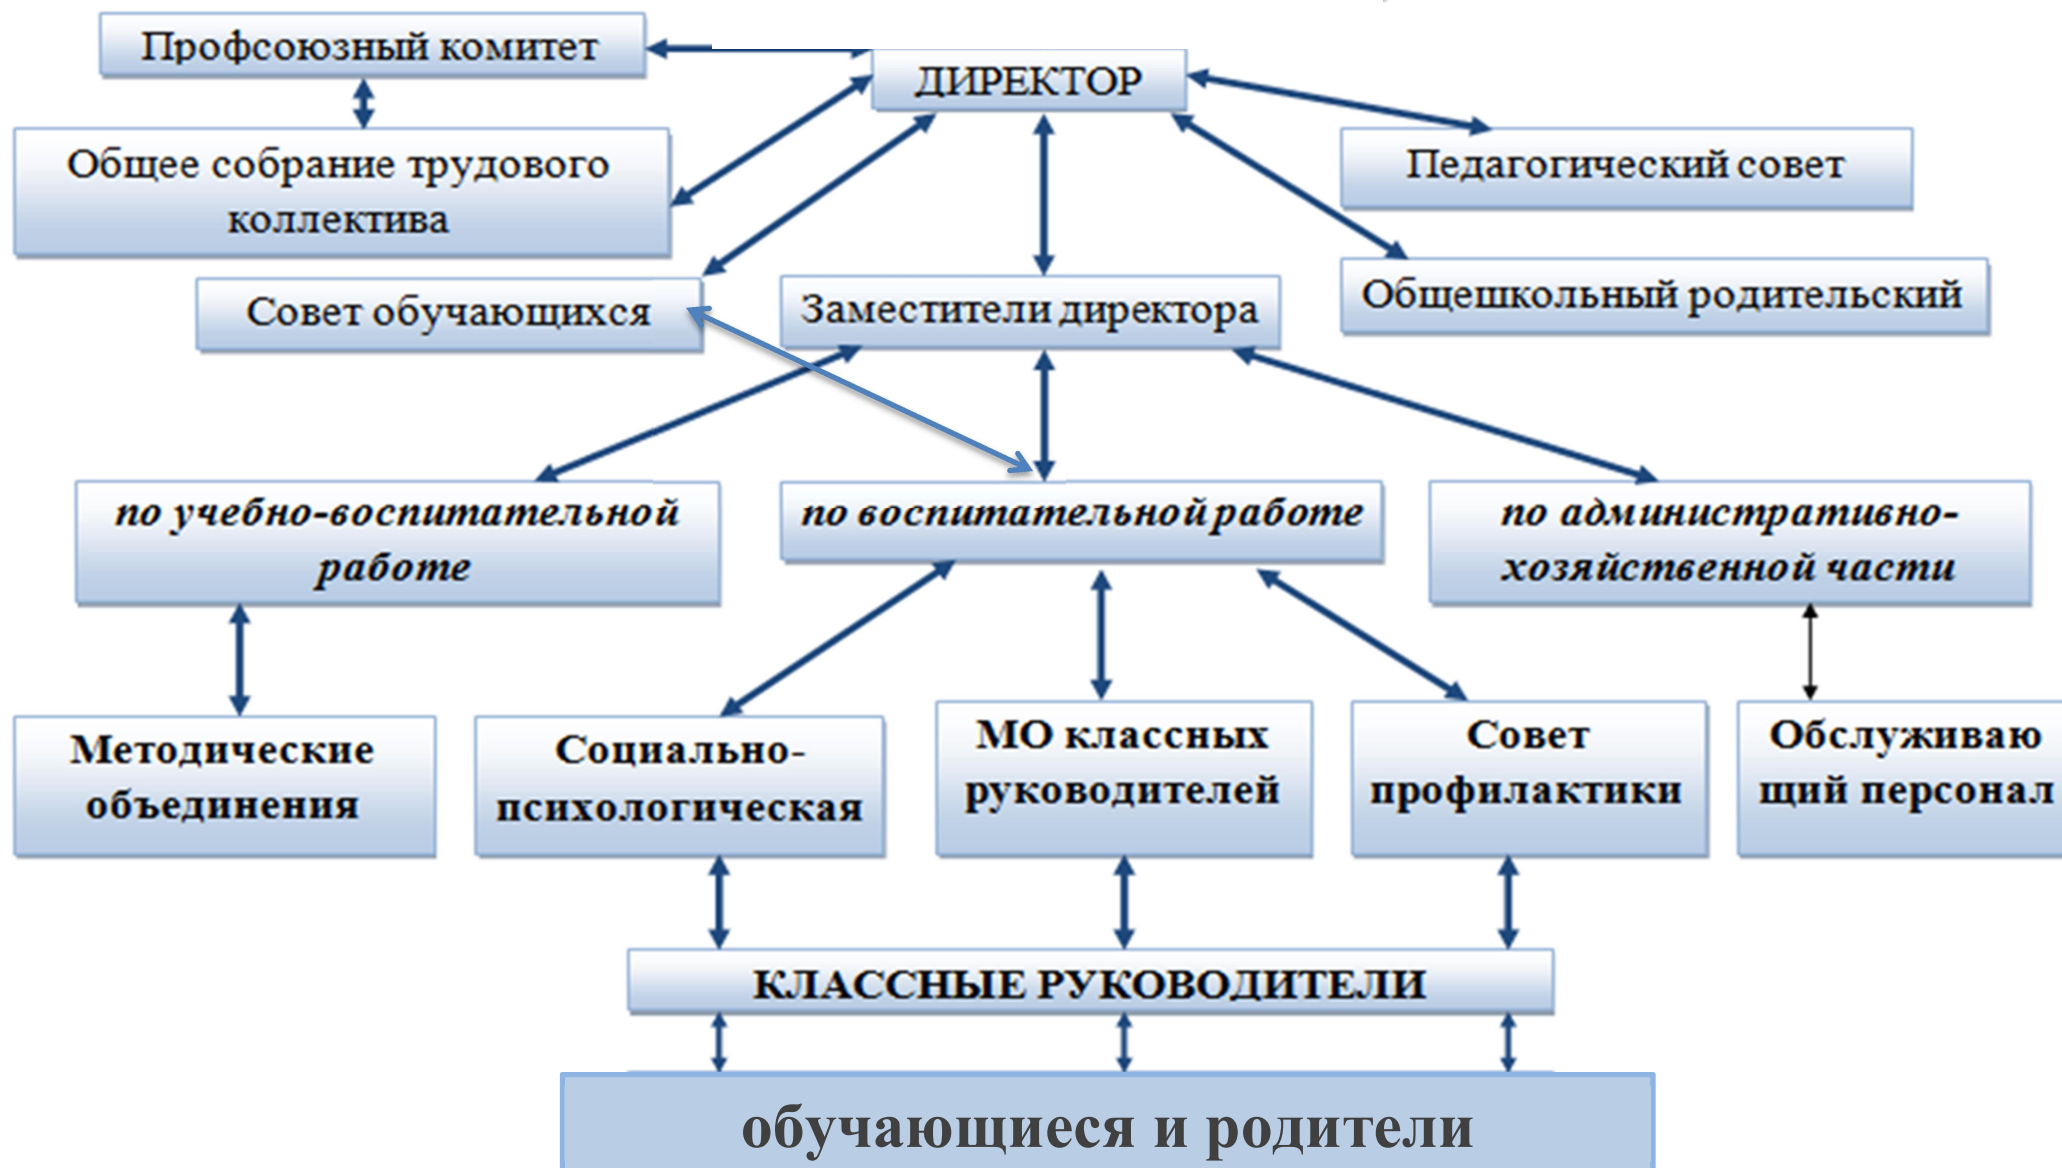 Профсоюзный комитет
ДИРЕКТОР
Общее собрание трудового
коллектива
Педагогический совет
Совет обучающихся
Заместители директора
Общешкольный родительский
по учебно-воспитательной
работе
по воспитательной работе
по административно-
хозяйственной части
Методические
объединения
Социально-
психологическая
МО классных
руководителей
Совет
профилактики
Обслуживаю
щий персонал
КЛАССНЫЕ РУКОВОДИТЕЛИ
обучающиеся и родители